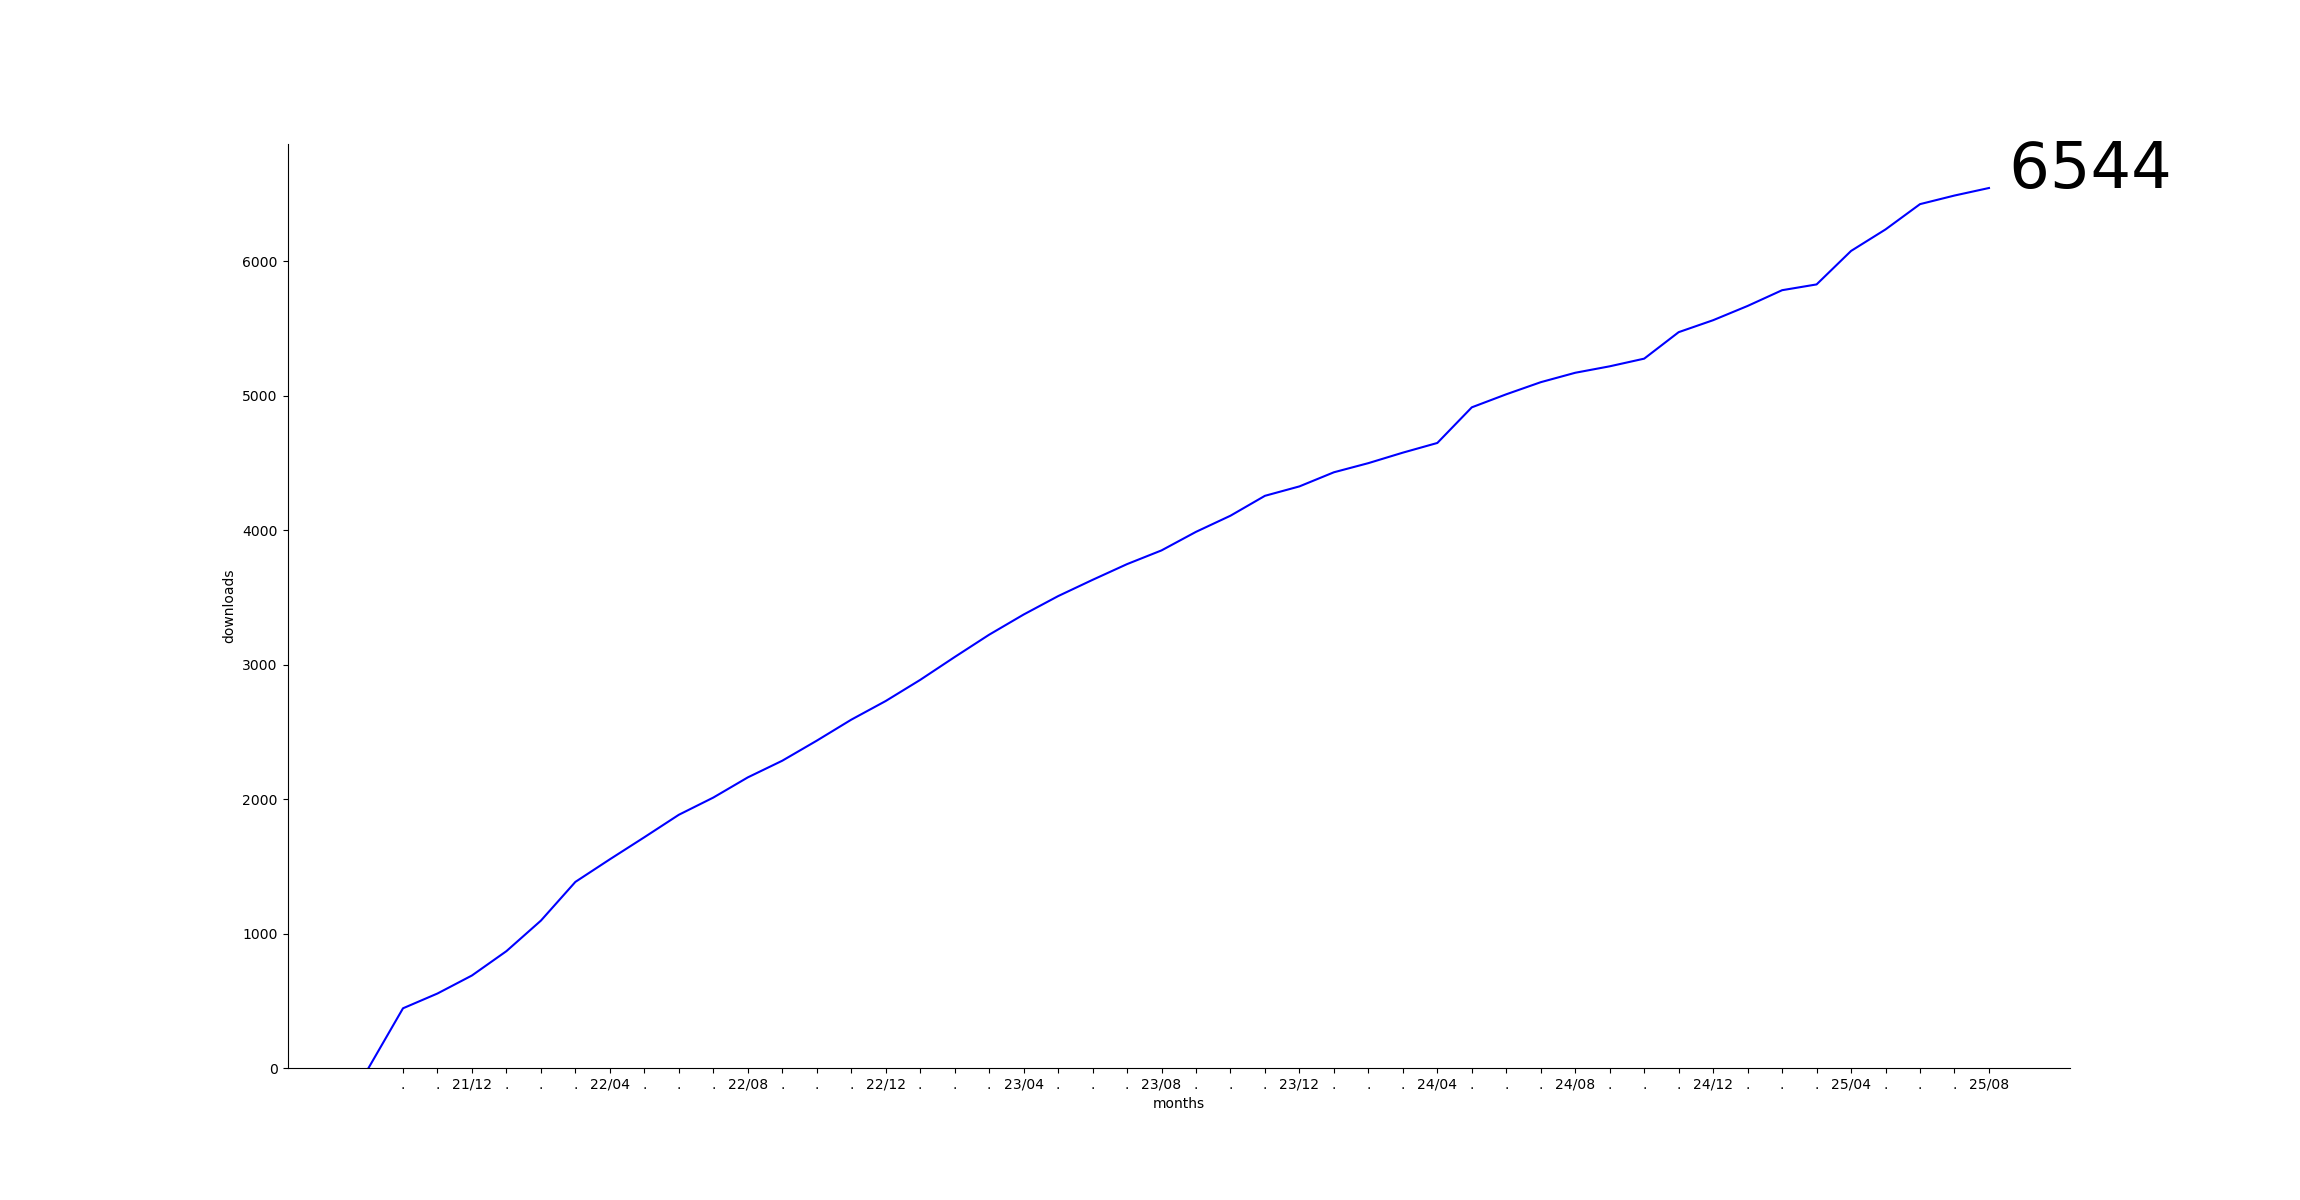 6544
6000
5000
4000
3000
2000
1000
0
downloads
. . 21/12 . . . 22/04 . . . 22/08 . . . 22/12 . . . 23/04 . . . 23/08 . . . 23/12 . . . 24/04 . . . 24/08 . . . 24/12 . . . 25/04 . . . 25/08
months